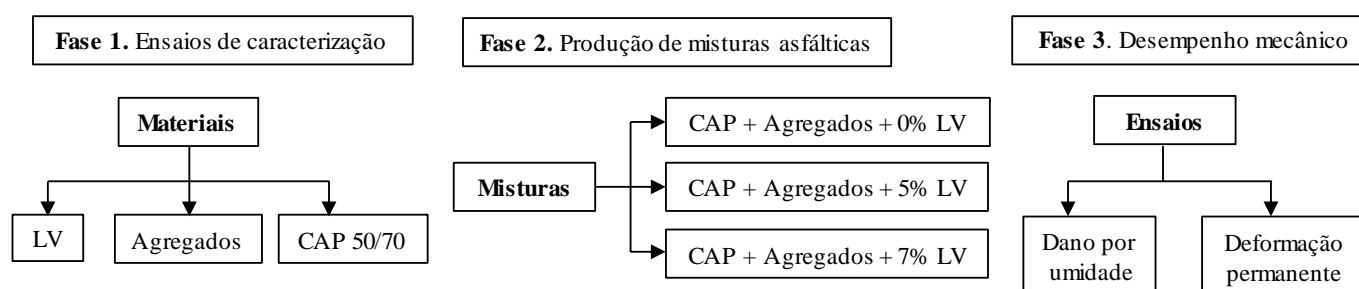 Fase 1. Ensaios de caracterização
Materiais
LV
Agregados
CAP 50/70
Fase 2. Produção de misturas asfálticas
Misturas
CAP + Agregados + 0% LV
CAP + Agregados + 5% LV
CAP + Agregados + 7% LV
Fase 3. Desempenho mecânico
Ensaios
Dano por
umidade
Deformação
permanente